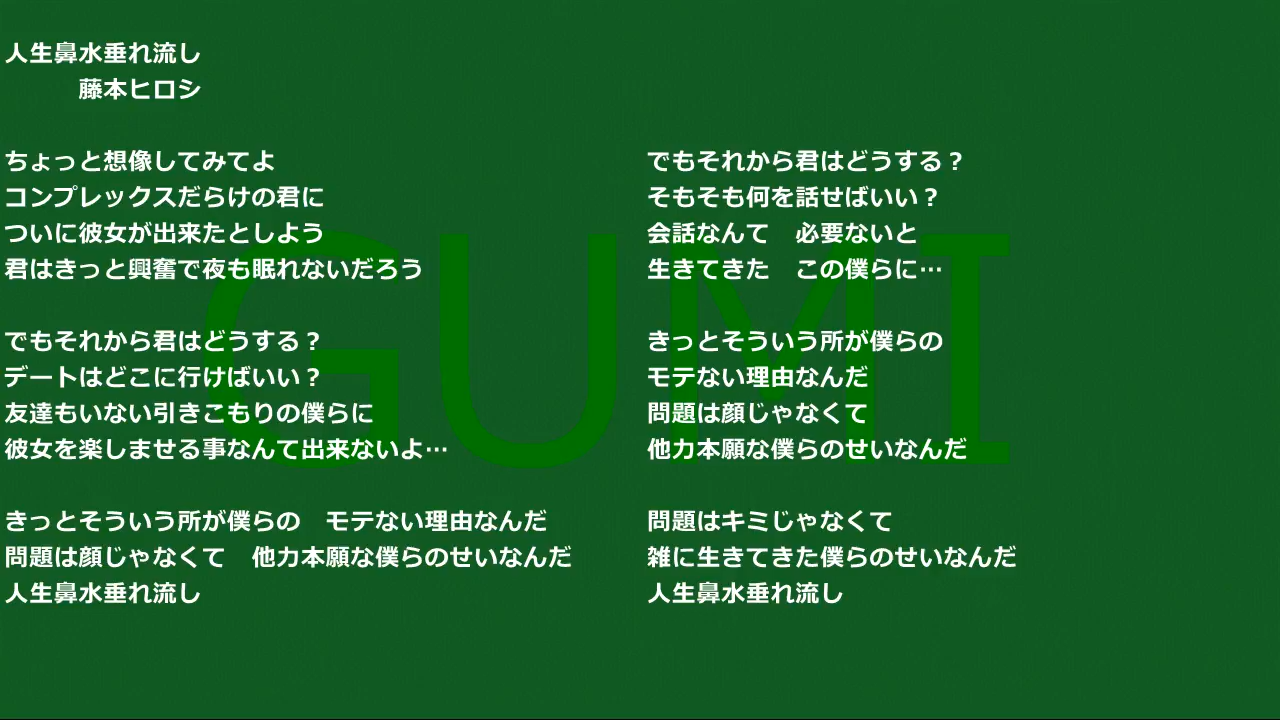 人生鼻水垂れ流し
藤本ヒロシ
ちょっと想像してみてよ
コンプレックスだらけの君に
ついに彼女が出来たとしよう
君はきっと興奮で夜も眠れないだろう
でもそれから君はどうする？
デートはどこに行けばいい？
友達もいない引きこもりの僕らに
彼女を楽しませる事なんて出来ないよ…
きっとそういう所が僕らの　モテない理由なんだ
問題は顔じゃなくて　他力本願な僕らのせいなんだ
人生鼻水垂れ流し
でもそれから君はどうする？
そもそも何を話せばいい？
会話なんて　必要ないと
生きてきた　この僕らに…
きっとそういう所が僕らの
モテない理由なんだ
問題は顔じゃなくて
他力本願な僕らのせいなんだ
問題はキミじゃなくて
雑に生きてきた僕らのせいなんだ
人生鼻水垂れ流し
GUMI